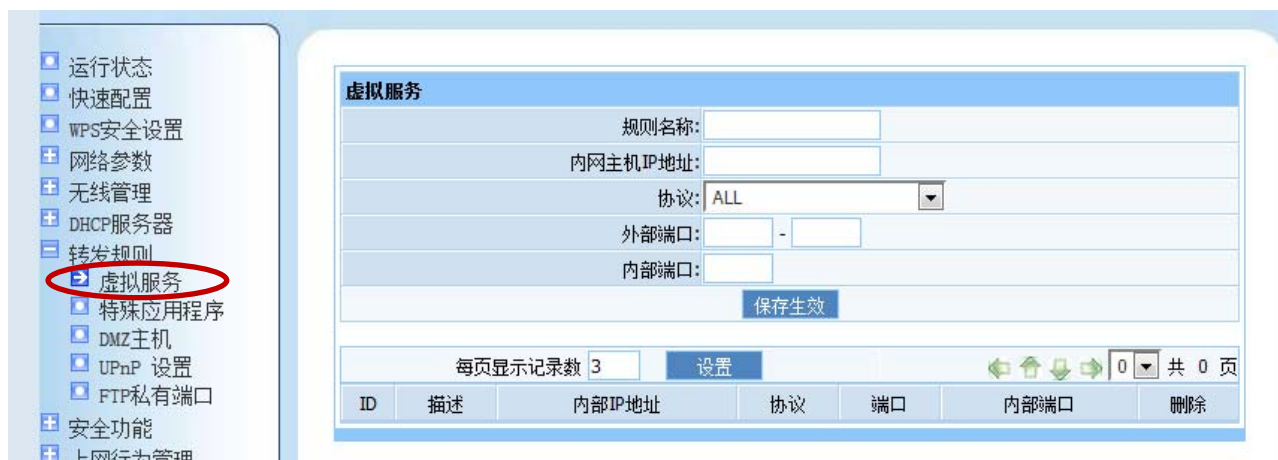 运行状态
快速配置
WPS安全设置
网络参数
无线管理
DHCP服务器
转发规则
虚拟服务
特殊应用程序
DMZ主机
UPnP 设置
FTP私有端口
安全功能
上网行为管理
虚拟服务
规则名称:
内网主机IP地址:
协议: ALL
外部端口: -
内部端口:
保存生效
每页显示记录数 3 设置 0 共 0 页
ID 描述 内部IP地址 协议 端口 内部端口 删除